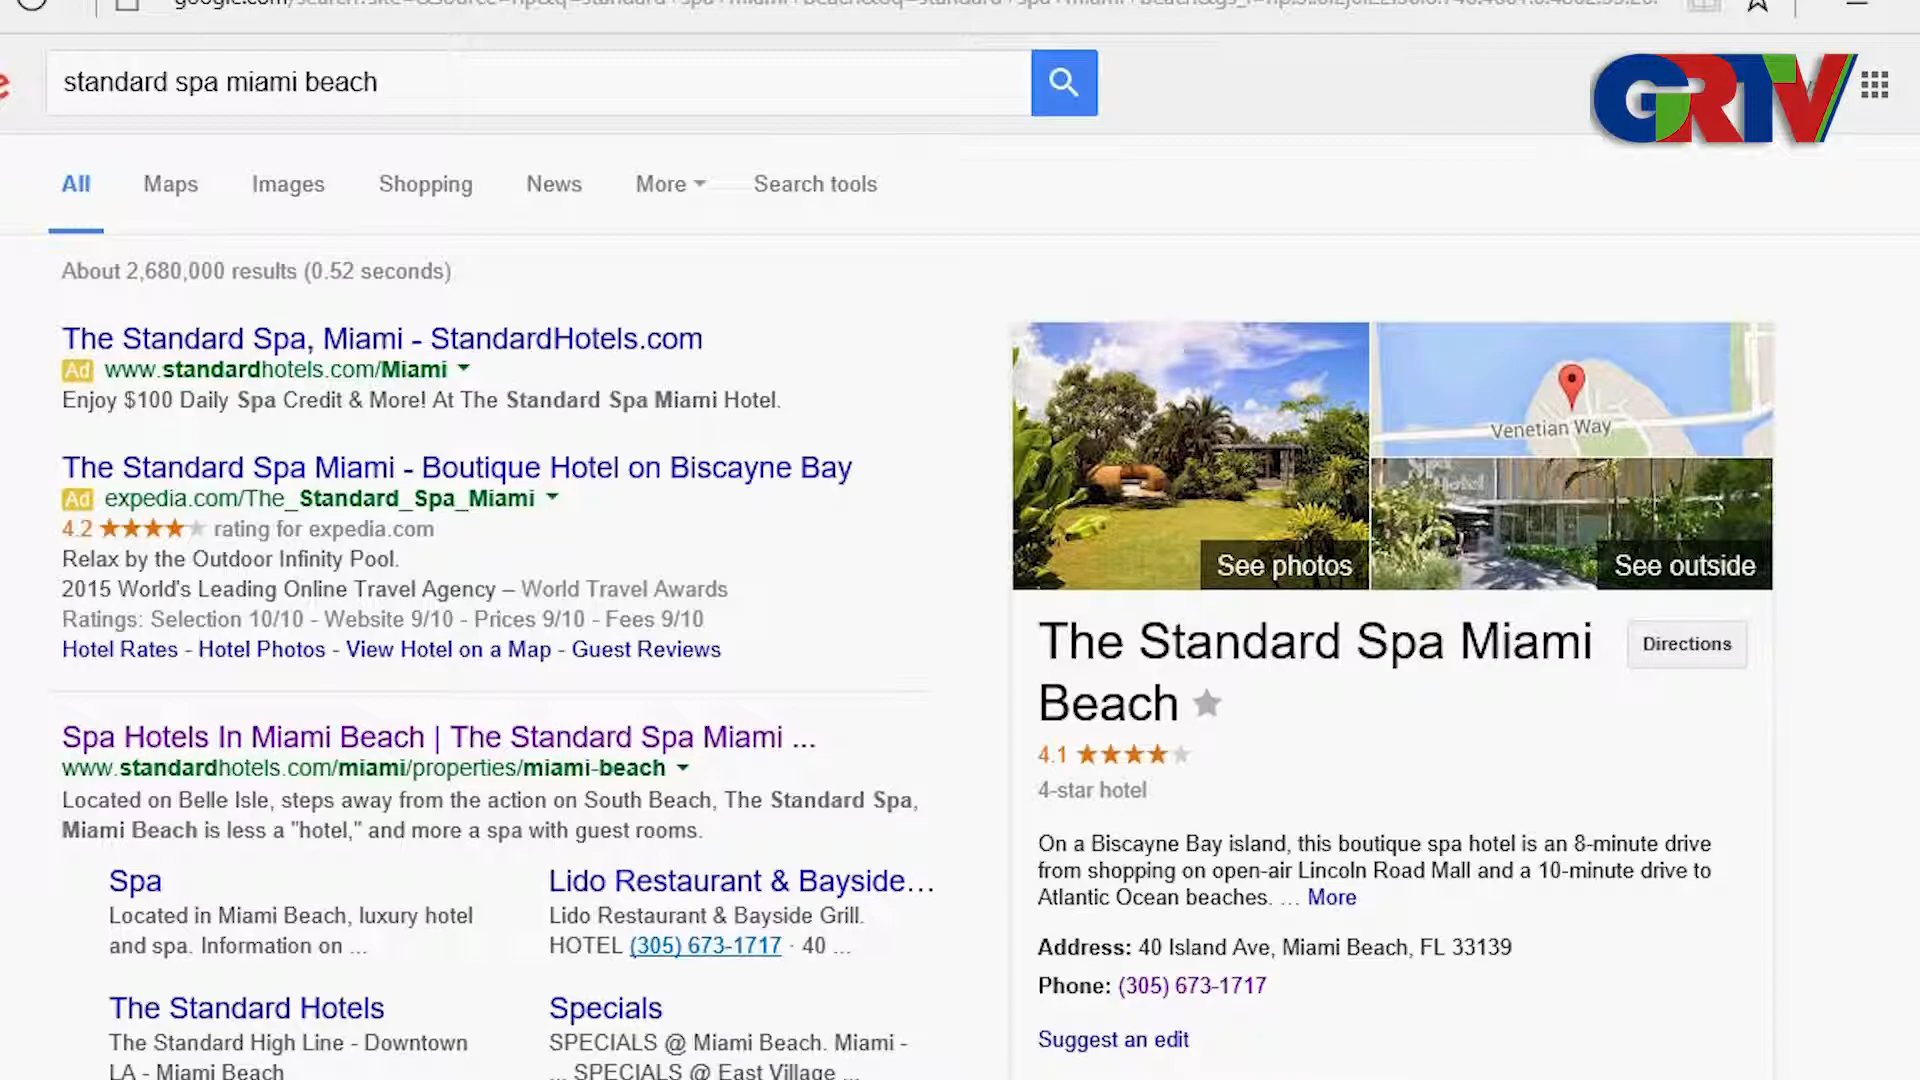 standard spa miami beach
GRTV
All Maps Images Shopping News More Search tools
About 2,680,000 results (0.52 seconds)
The Standard Spa, Miami - StandardHotels.com
Ad www.standardhotels.com/Miami
Enjoy $100 Daily Spa Credit & More! At The Standard Spa Miami Hotel.
The Standard Spa Miami - Boutique Hotel on Biscayne Bay
Ad expedia.com/The_Standard_Spa_Miami
4.2 ★★★★★ rating for expedia.com
Relax by the Outdoor Infinity Pool.
2015 World's Leading Online Travel Agency – World Travel Awards
Ratings: Selection 10/10 - Website 9/10 - Prices 9/10 - Fees 9/10
Hotel Rates - Hotel Photos - View Hotel on a Map - Guest Reviews
Spa Hotels In Miami Beach | The Standard Spa Miami ...
www.standardhotels.com/miami/properties/miami-beach
Located on Belle Isle, steps away from the action on South Beach, The Standard Spa,
Miami Beach is less a "hotel," and more a spa with guest rooms.
Spa
Located in Miami Beach, luxury hotel
and spa. Information on ...
Lido Restaurant & Bayside...
Lido Restaurant & Bayside Grill.
HOTEL (305) 673-1717 · 40 ...
The Standard Hotels
The Standard High Line - Downtown
LA - Miami Beach
Specials
SPECIALS @ Miami Beach. Miami -
... SPECIALS @ East Village ...
Venetian Way
See photos
See outside
The Standard Spa Miami
Beach
Directions
4.1 ★★★★★
4-star hotel
On a Biscayne Bay island, this boutique spa hotel is an 8-minute drive
from shopping on open-air Lincoln Road Mall and a 10-minute drive to
Atlantic Ocean beaches. ... More
Address: 40 Island Ave, Miami Beach, FL 33139
Phone: (305) 673-1717
Suggest an edit